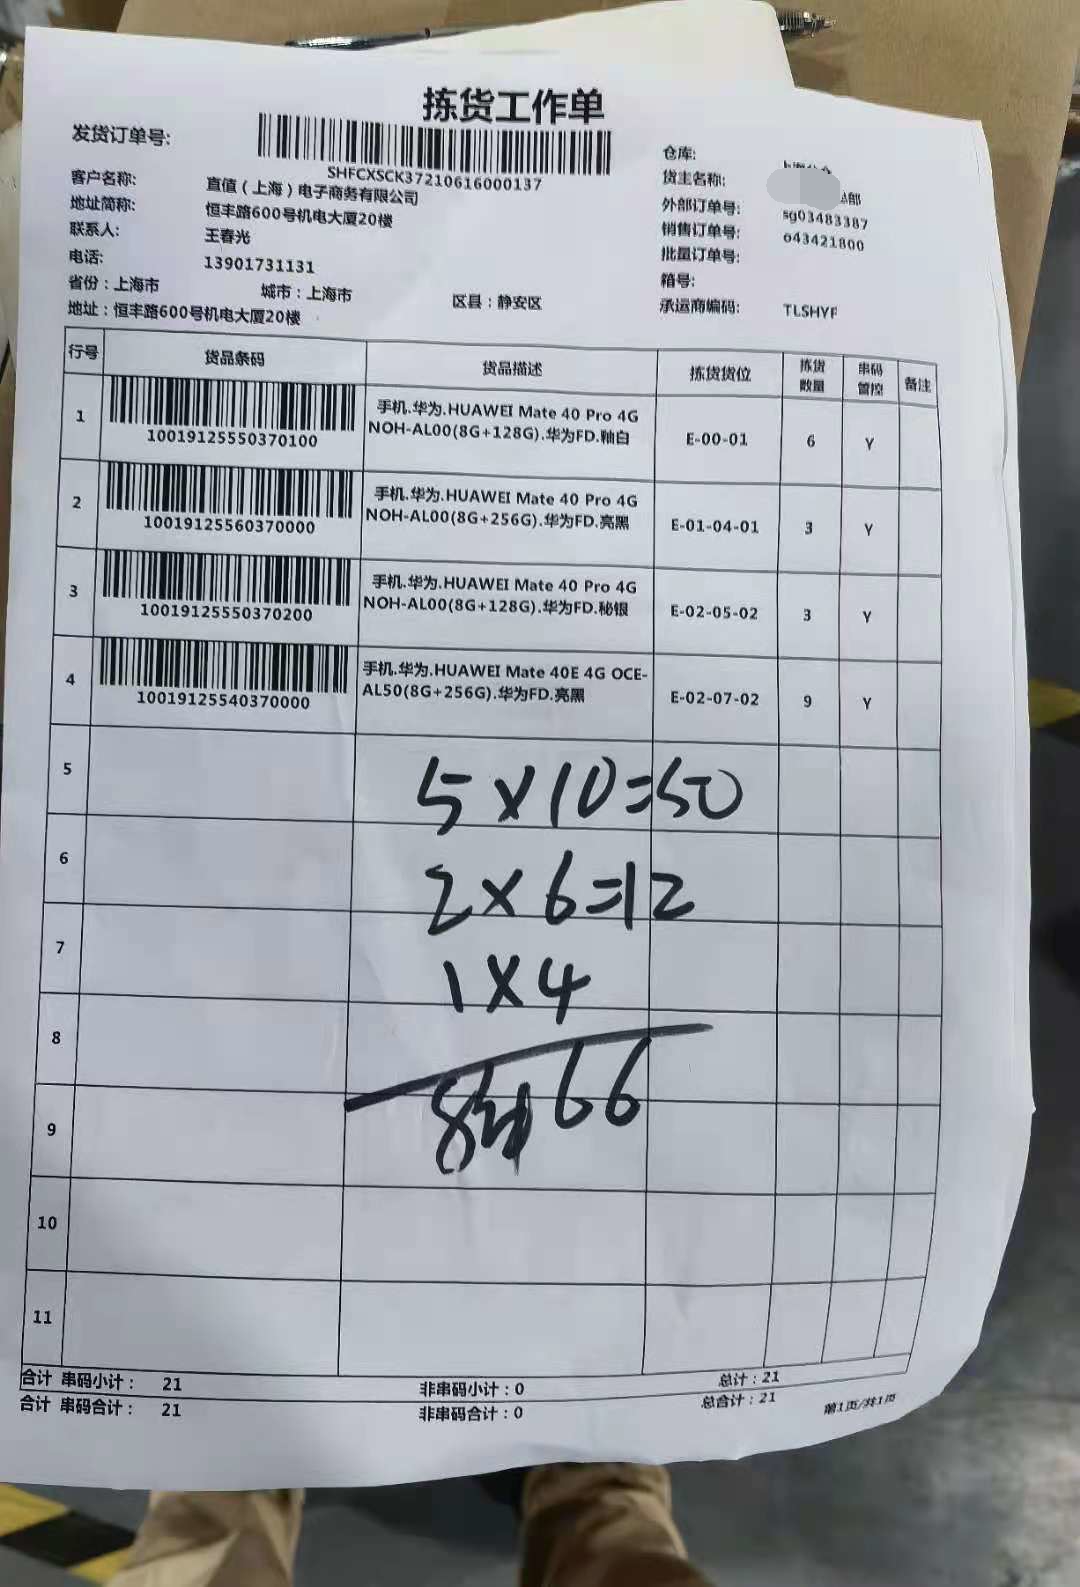 拣货工作单
发货订单号:
SHFCXSCK37210616000137
客户名称: 直值（上海）电子商务有限公司
地址简称: 恒丰路600号机电大厦20楼
联系人: 王春光
电话: 13901731131
省份：上海市 城市：上海市 区县：静安区
地址：恒丰路600号机电大厦20楼
仓库:
货主名称: 部
外部订单号: sg03483387
销售订单号: 643421800
批量订单号:
箱号:
承运商编码: TLSHYF
行号 货品条码 货品描述 拣货货位 拣货数量 串码管控 备注
1 10019125550370100 手机.华为.HUAWEI Mate 40 Pro 4G
NOH-AL00(8G+128G).华为FD.釉白 E-00-01 6 Y
2 10019125560370000 手机.华为.HUAWEI Mate 40 Pro 4G
NOH-AL00(8G+256G).华为FD.亮黑 E-01-04-01 3 Y
3 10019125550370200 手机.华为.HUAWEI Mate 40 Pro 4G
NOH-AL00(8G+128G).华为FD.秘银 E-02-05-02 3 Y
4 10019125540370000 手机.华为.HUAWEI Mate 40E 4G OCE-
AL50(8G+256G).华为FD.亮黑 E-02-07-02 9 Y
5
5×10=50
6
2×6=12
7
1×4
8
66
9
10
11
合计 串码小计： 21 非串码小计：0 总计：21
合计 串码合计： 21 非串码合计：0 总合计：21
第1页/共1页